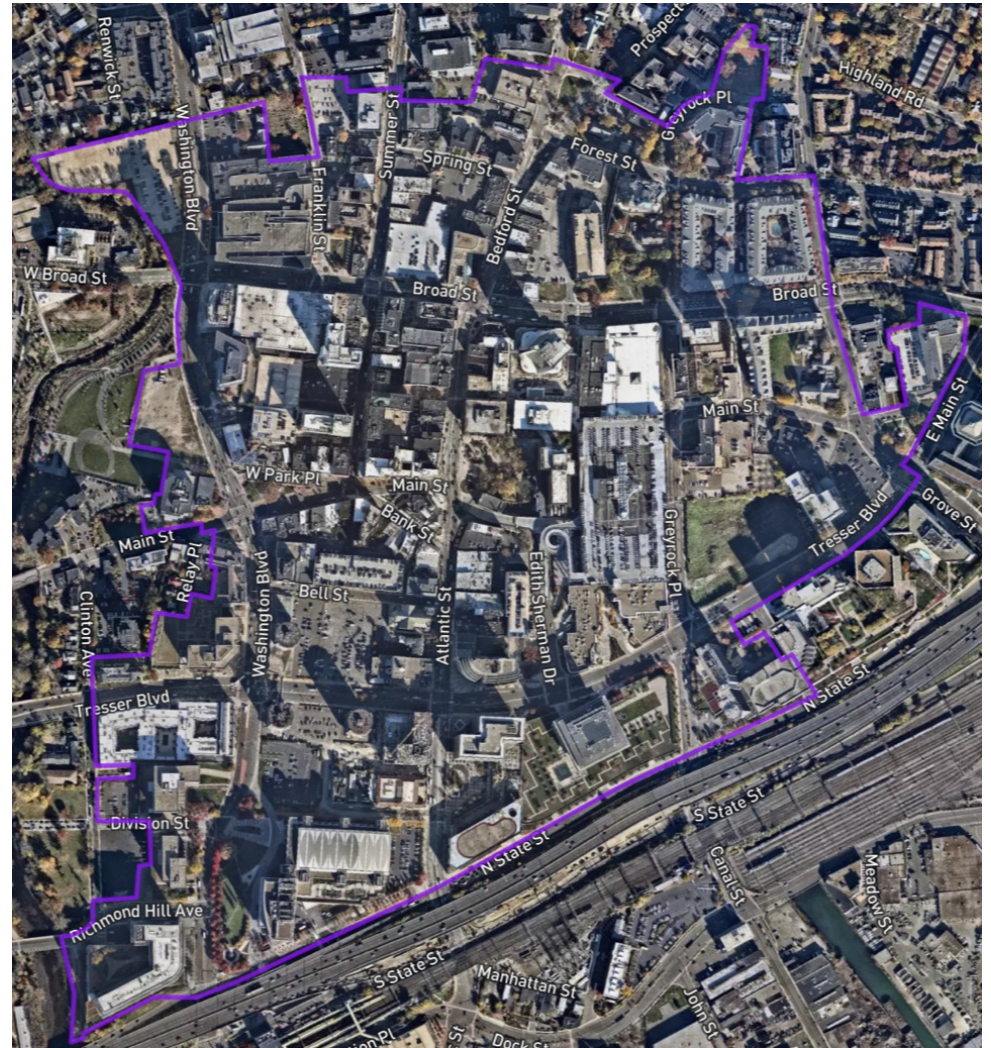 Renwick St
Prospect
Highland Rd
Washington Blvd
Summer St
Greyrock Pl
Franklin St
Spring St
Forest St
Bedford St
W Broad St
Broad St
Broad St
Main St
E Main St
W Park Pl
Main St
Bank St
Grove St
Tresser Blvd
Main St
Relay Pl
Washington Blvd
Bell St
Atlantic St
Edith Sherman Dr
Greyrock Pl
Clinton Ave
Tresser Blvd
N State St
Division St
S State St
N State St
Canal St
Meadow St
Richmond Hill Ave
S State St
Manhattan St
John St
Dock St
St
ion Pl